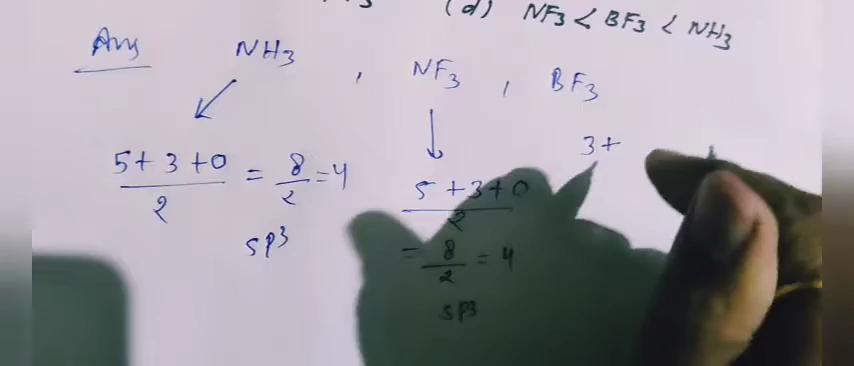 (d) NF3 < BF3 < NH3
Ans
NH3 , NF3 , BF3
5+3+0/2 = 8/2 = 4
sp3
5+3+0/2
= 8/2 = 4
sp3
3+